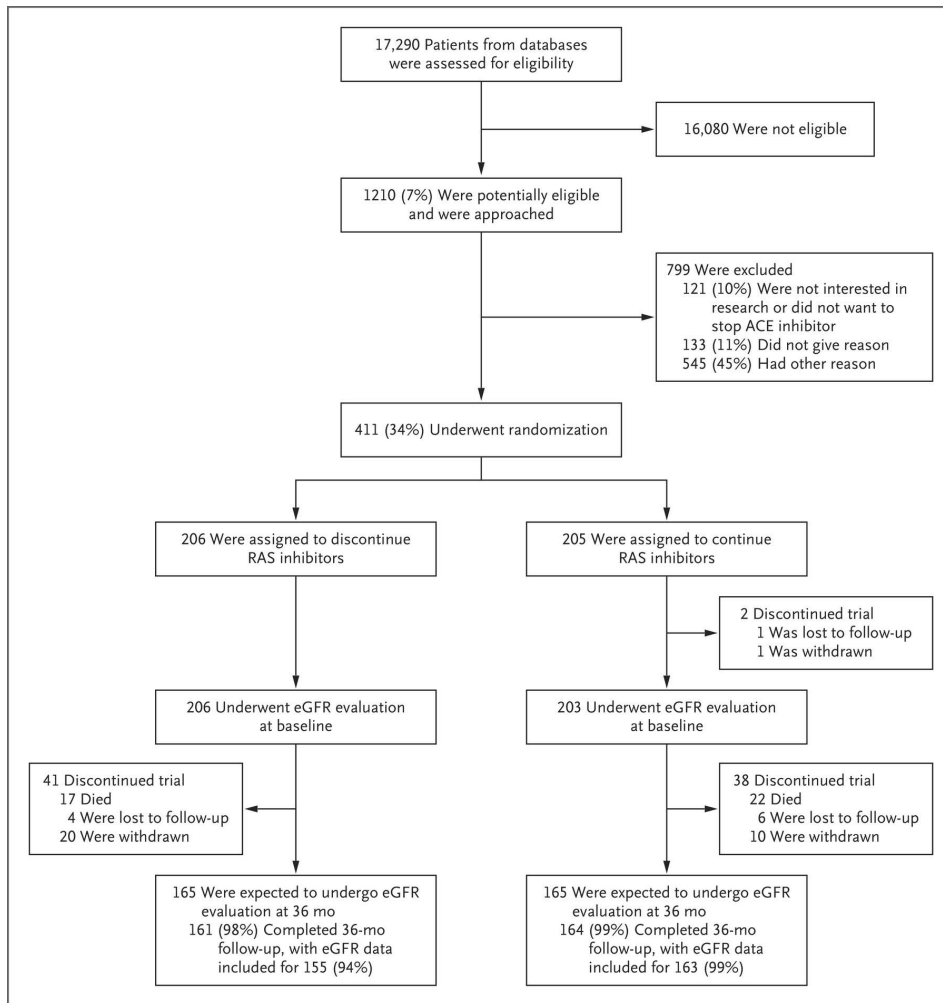 17,290 Patients from databases
were assessed for eligibility
16,080 Were not eligible
1210 (7%) Were potentially eligible
and were approached
799 Were excluded
121 (10%) Were not interested in
research or did not want to
stop ACE inhibitor
133 (11%) Did not give reason
545 (45%) Had other reason
411 (34%) Underwent randomization
206 Were assigned to discontinue
RAS inhibitors
205 Were assigned to continue
RAS inhibitors
2 Discontinued trial
1 Was lost to follow-up
1 Was withdrawn
206 Underwent eGFR evaluation
at baseline
203 Underwent eGFR evaluation
at baseline
41 Discontinued trial
17 Died
4 Were lost to follow-up
20 Were withdrawn
38 Discontinued trial
22 Died
6 Were lost to follow-up
10 Were withdrawn
165 Were expected to undergo eGFR
evaluation at 36 mo
161 (98%) Completed 36-mo
follow-up, with eGFR data
included for 155 (94%)
165 Were expected to undergo eGFR
evaluation at 36 mo
164 (99%) Completed 36-mo
follow-up, with eGFR data
included for 163 (99%)